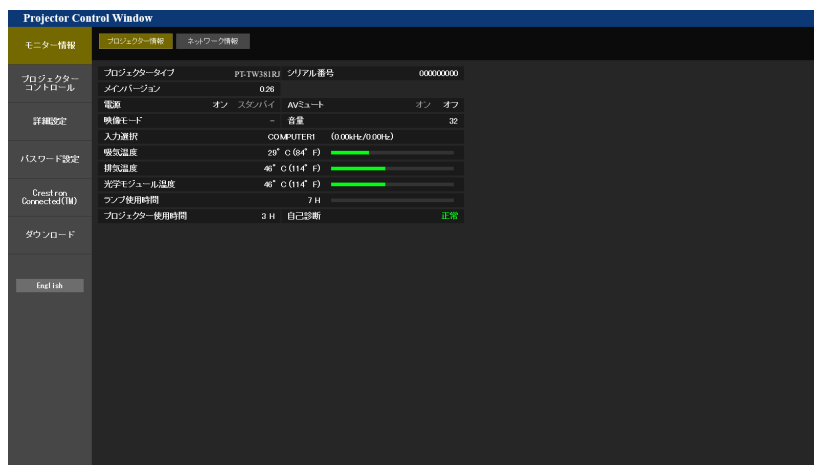 Projector Control Window
モニター情報
プロジェクター情報 ネットワーク情報
プロジェクター
コントロール
詳細設定
パスワード設定
Crestron
Connected(TM)
ダウンロード
English
プロジェクタータイプ PT-TW381RJ シリアル番号 000000000
メインバージョン 0.26
電源 オン スタンバイ AVミュート オン オフ
映像モード - 音量 32
入力選択 COMPUTER1 (0.00kHz/0.00Hz)
吸気温度 29° C (84° F)
排気温度 46° C (114° F)
光学モジュール温度 46° C (114° F)
ランプ使用時間 7 H
プロジェクター使用時間 3 H 自己診断 正常